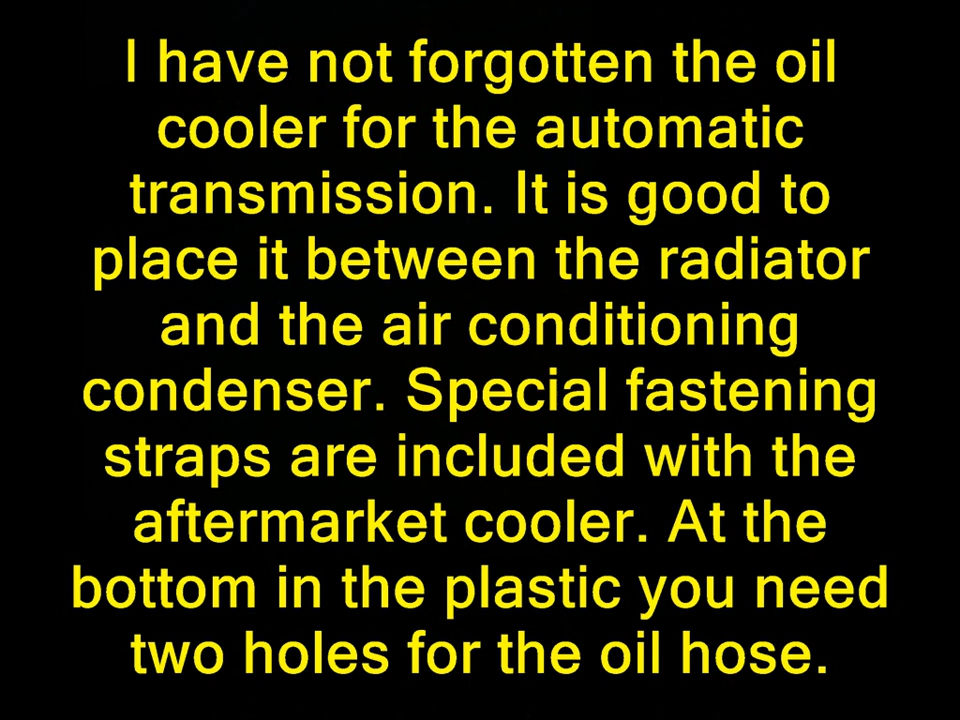 I have not forgotten the oil
cooler for the automatic
transmission. It is good to
place it between the radiator
and the air conditioning
condenser. Special fastening
straps are included with the
aftermarket cooler. At the
bottom in the plastic you need
two holes for the oil hose.